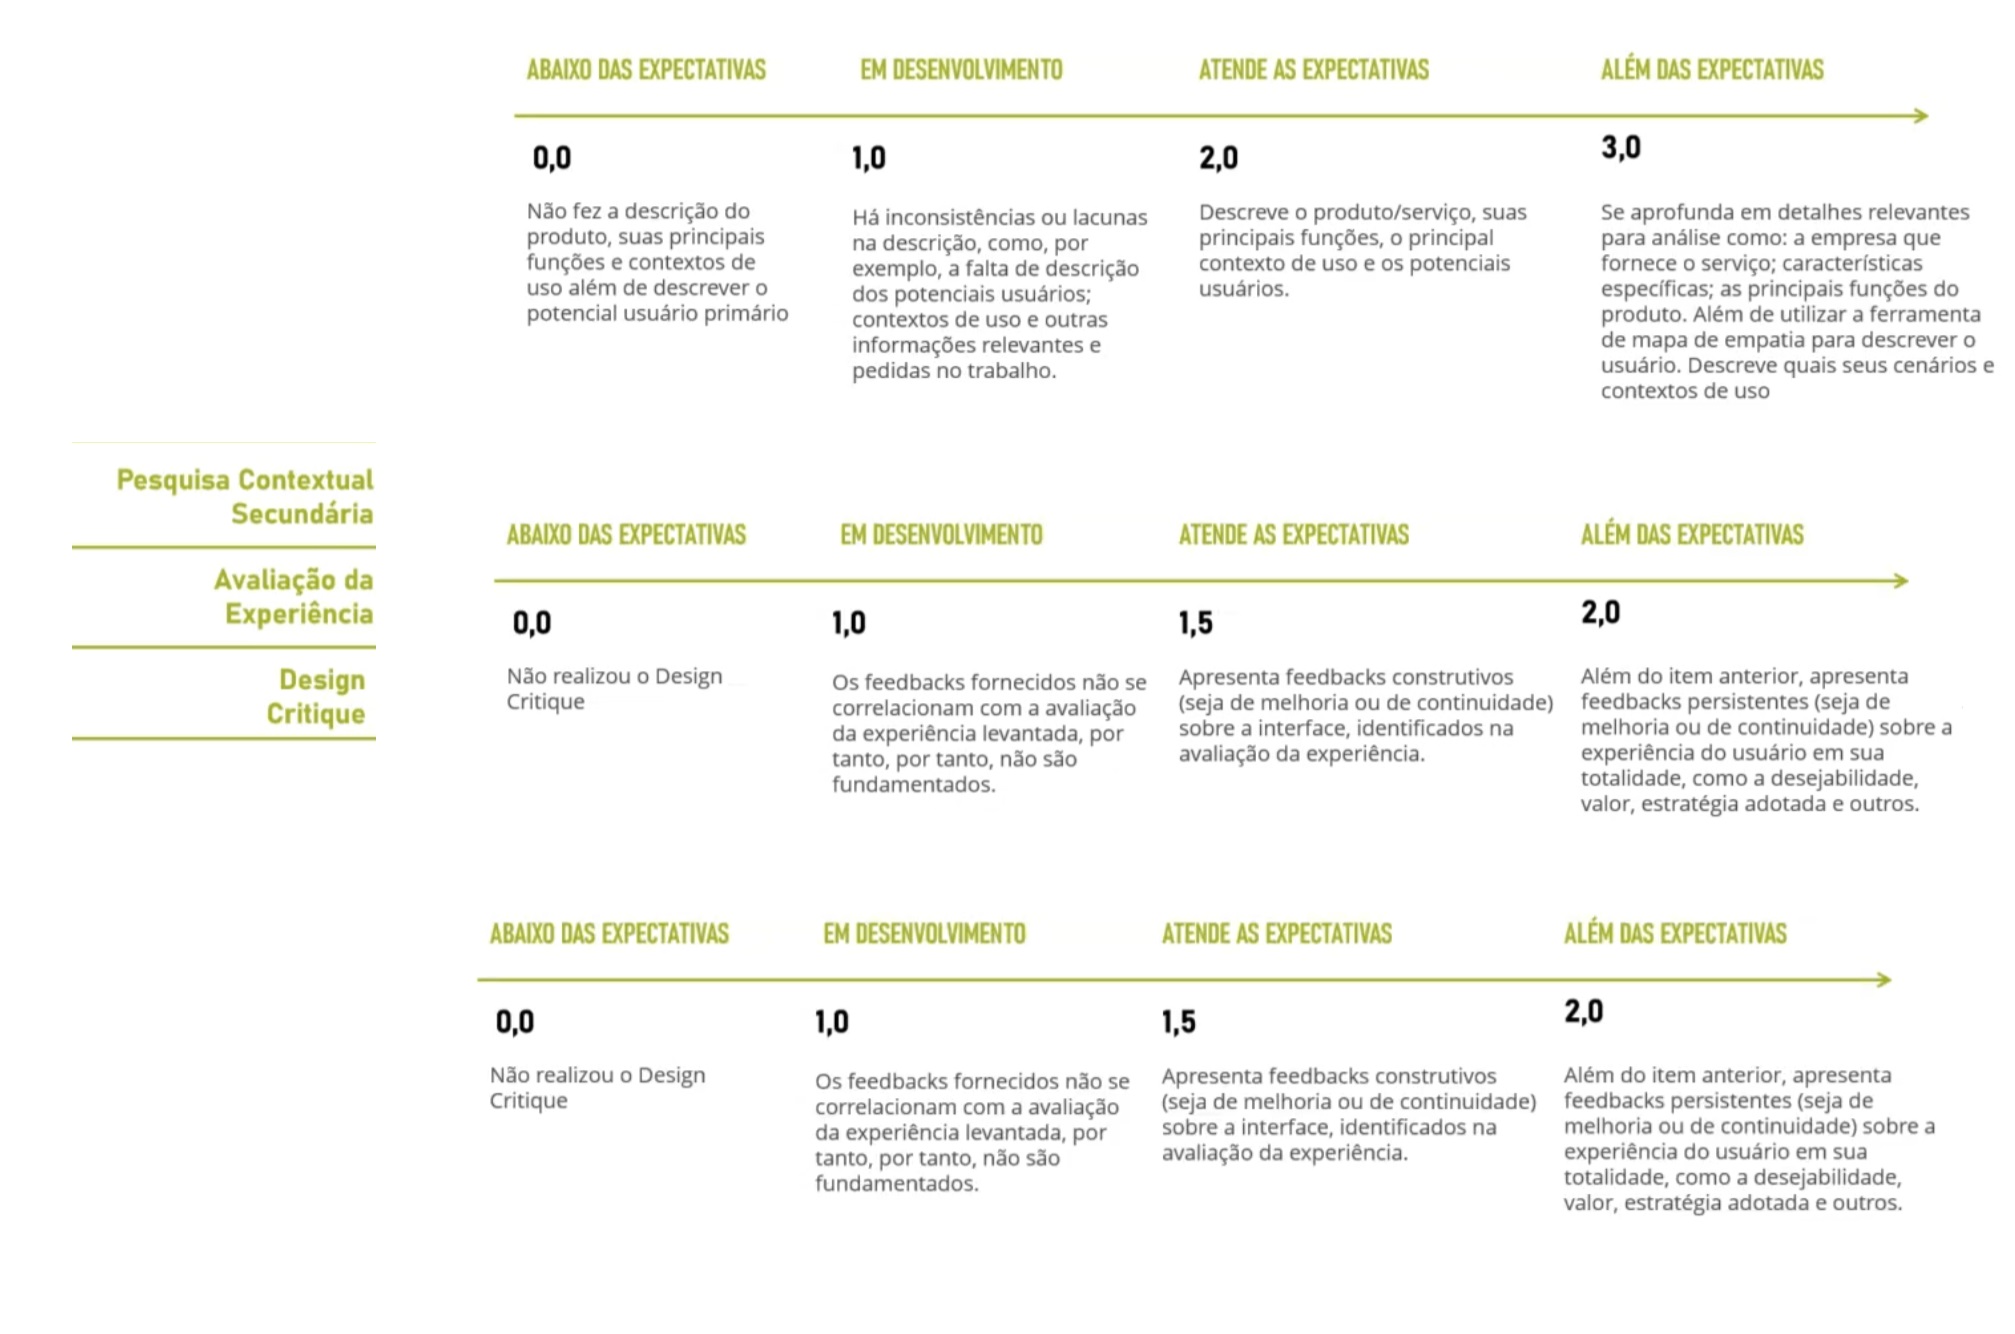 ABAIXO DAS EXPECTATIVAS
EM DESENVOLVIMENTO
ATENDE AS EXPECTATIVAS
ALÉM DAS EXPECTATIVAS
0,0
Não fez a descrição do
produto, suas principais
funções e contextos de
uso além de descrever o
potencial usuário primário
1,0
Há inconsistências ou lacunas
na descrição, como, por
exemplo, a falta de descrição
dos potenciais usuários;
contextos de uso e outras
informações relevantes e
pedidas no trabalho.
2,0
Descreve o produto/serviço, suas
principais funções, o principal
contexto de uso e os potenciais
usuários.
3,0
Se aprofunda em detalhes relevantes
para análise como: a empresa que
fornece o serviço; características
específicas; as principais funções do
produto. Além de utilizar a ferramenta
de mapa de empatia para descrever o
usuário. Descreve quais seus cenários e
contextos de uso
Pesquisa Contextual
Secundária
Avaliação da
Experiência
Design
Critique
ABAIXO DAS EXPECTATIVAS
EM DESENVOLVIMENTO
ATENDE AS EXPECTATIVAS
ALÉM DAS EXPECTATIVAS
0,0
Não realizou o Design
Critique
1,0
Os feedbacks fornecidos não se
correlacionam com a avaliação
da experiência levantada, por
tanto, por tanto, não são
fundamentados.
1,5
Apresenta feedbacks construtivos
(seja de melhoria ou de continuidade)
sobre a interface, identificados na
avaliação da experiência.
2,0
Além do item anterior, apresenta
feedbacks persistentes (seja de
melhoria ou de continuidade) sobre a
experiência do usuário em sua
totalidade, como a desejabilidade,
valor, estratégia adotada e outros.
ABAIXO DAS EXPECTATIVAS
EM DESENVOLVIMENTO
ATENDE AS EXPECTATIVAS
ALÉM DAS EXPECTATIVAS
0,0
Não realizou o Design
Critique
1,0
Os feedbacks fornecidos não se
correlacionam com a avaliação
da experiência levantada, por
tanto, por tanto, não são
fundamentados.
1,5
Apresenta feedbacks construtivos
(seja de melhoria ou de continuidade)
sobre a interface, identificados na
avaliação da experiência.
2,0
Além do item anterior, apresenta
feedbacks persistentes (seja de
melhoria ou de continuidade) sobre a
experiência do usuário em sua
totalidade, como a desejabilidade,
valor, estratégia adotada e outros.